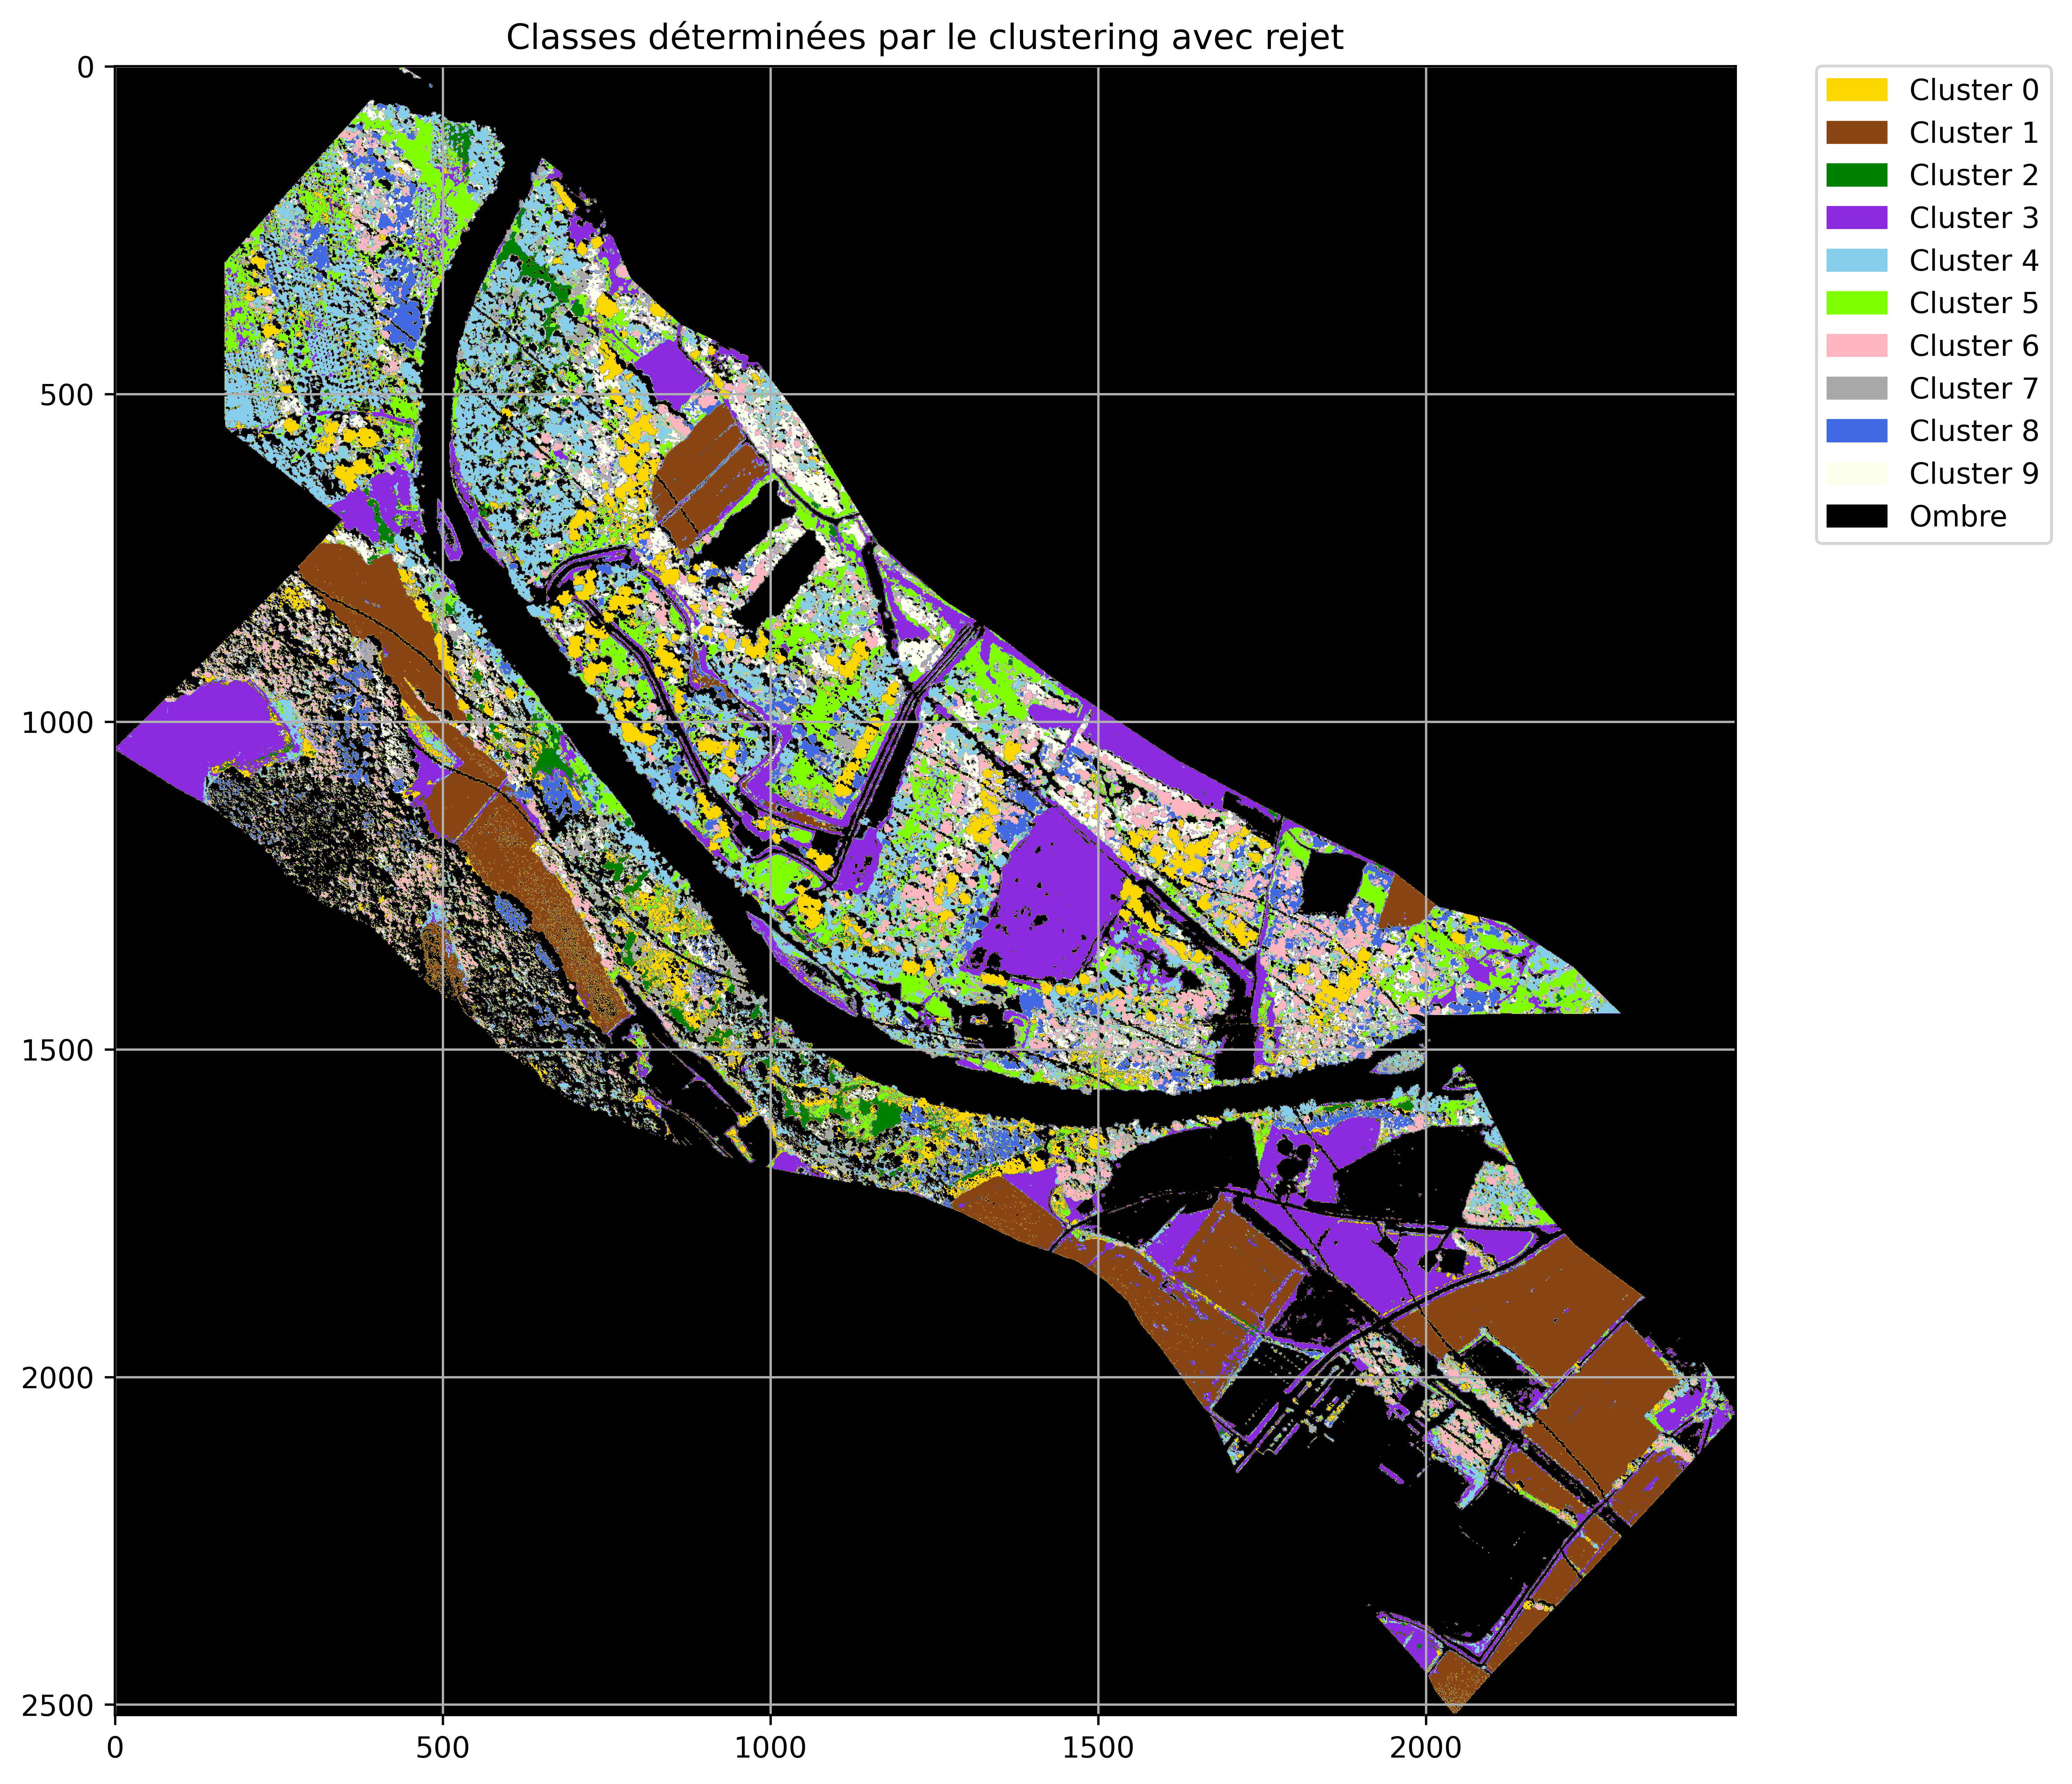 Classes déterminées par le clustering avec rejet
0
500
1000
1500
2000
2500
0
500
1000
1500
2000
Cluster 0
Cluster 1
Cluster 2
Cluster 3
Cluster 4
Cluster 5
Cluster 6
Cluster 7
Cluster 8
Cluster 9
Ombre